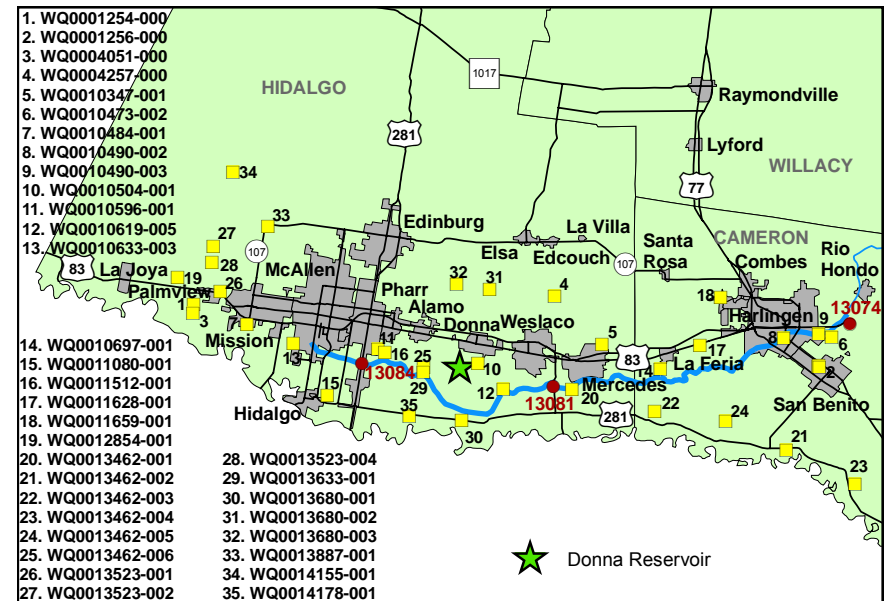 1. WQ0001254-000
2. WQ0001256-000
3. WQ0004051-000
4. WQ0004257-000
5. WQ0010347-001
6. WQ0010473-002
7. WQ0010484-001
8. WQ0010490-002
9. WQ0010490-003
10. WQ0010504-001
11. WQ0010596-001
12. WQ0010619-005
13. WQ0010633-003
14. WQ0010697-001
15. WQ0011080-001
16. WQ0011512-001
17. WQ0011628-001
18. WQ0011659-001
19. WQ0012854-001
20. WQ0013462-001
21. WQ0013462-002
22. WQ0013462-003
23. WQ0013462-004
24. WQ0013462-005
25. WQ0013462-006
26. WQ0013523-001
27. WQ0013523-002
28. WQ0013523-004
29. WQ0013633-001
30. WQ0013680-001
31. WQ0013680-002
32. WQ0013680-003
33. WQ0013887-001
34. WQ0014155-001
35. WQ0014178-001
1017
HIDALGO
Raymondville
281
Lyford
WILLACY
77
34
33
Edinburg
La Villa
27
107
Elsa
Edcouch
107
Santa
Rosa
CAMERON
Rio
Hondo
83
La Joya
28
McAllen
Combes
19
26
Palmview
Pharr
32
31
4
18
1
3
Alamo
Harlingen
13074
7
Mission
Donna
Weslaco
9
8
6
13
11
16
5
83
17
13084
25
29
10
14
La Feria
2
15
12
13081
20
Mercedes
San Benito
Hidalgo
35
30
281
22
24
21
23
Donna Reservoir